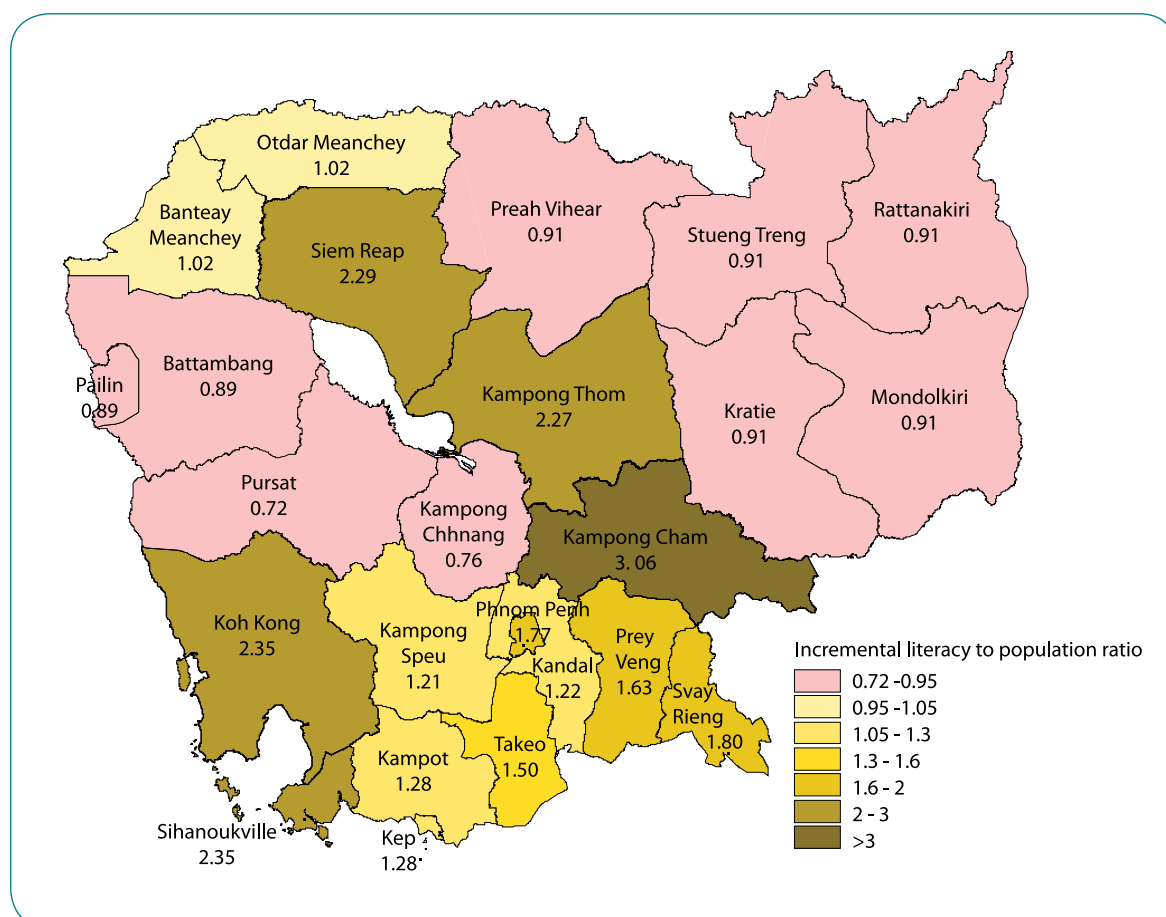 Otdar Meanchey
1.02
Banteay
Meanchey
1.02
Siem Reap
2.29
Preah Vihear
0.91
Stueng Treng
0.91
Rattanakiri
0.91
Battambang
0.89
Pailin
0.89
Kampong Thom
2.27
Kratie
0.91
Mondolkiri
0.91
Pursat
0.72
Kampong
Chhnang
0.76
Kampong Cham
3. 06
Koh Kong
2.35
Kampong
Speu
1.21
Phnom Penh
1.77
Kandal
1.22
Prey
Veng
1.63
Svay
Rieng
1.80
Takeo
1.50
Kampot
1.28
Kep
1.28
Sihanoukville
2.35
Incremental literacy to population ratio
0.72 -0.95
0.95 -1.05
1.05 - 1.3
1.3 - 1.6
1.6 - 2
2 - 3
>3